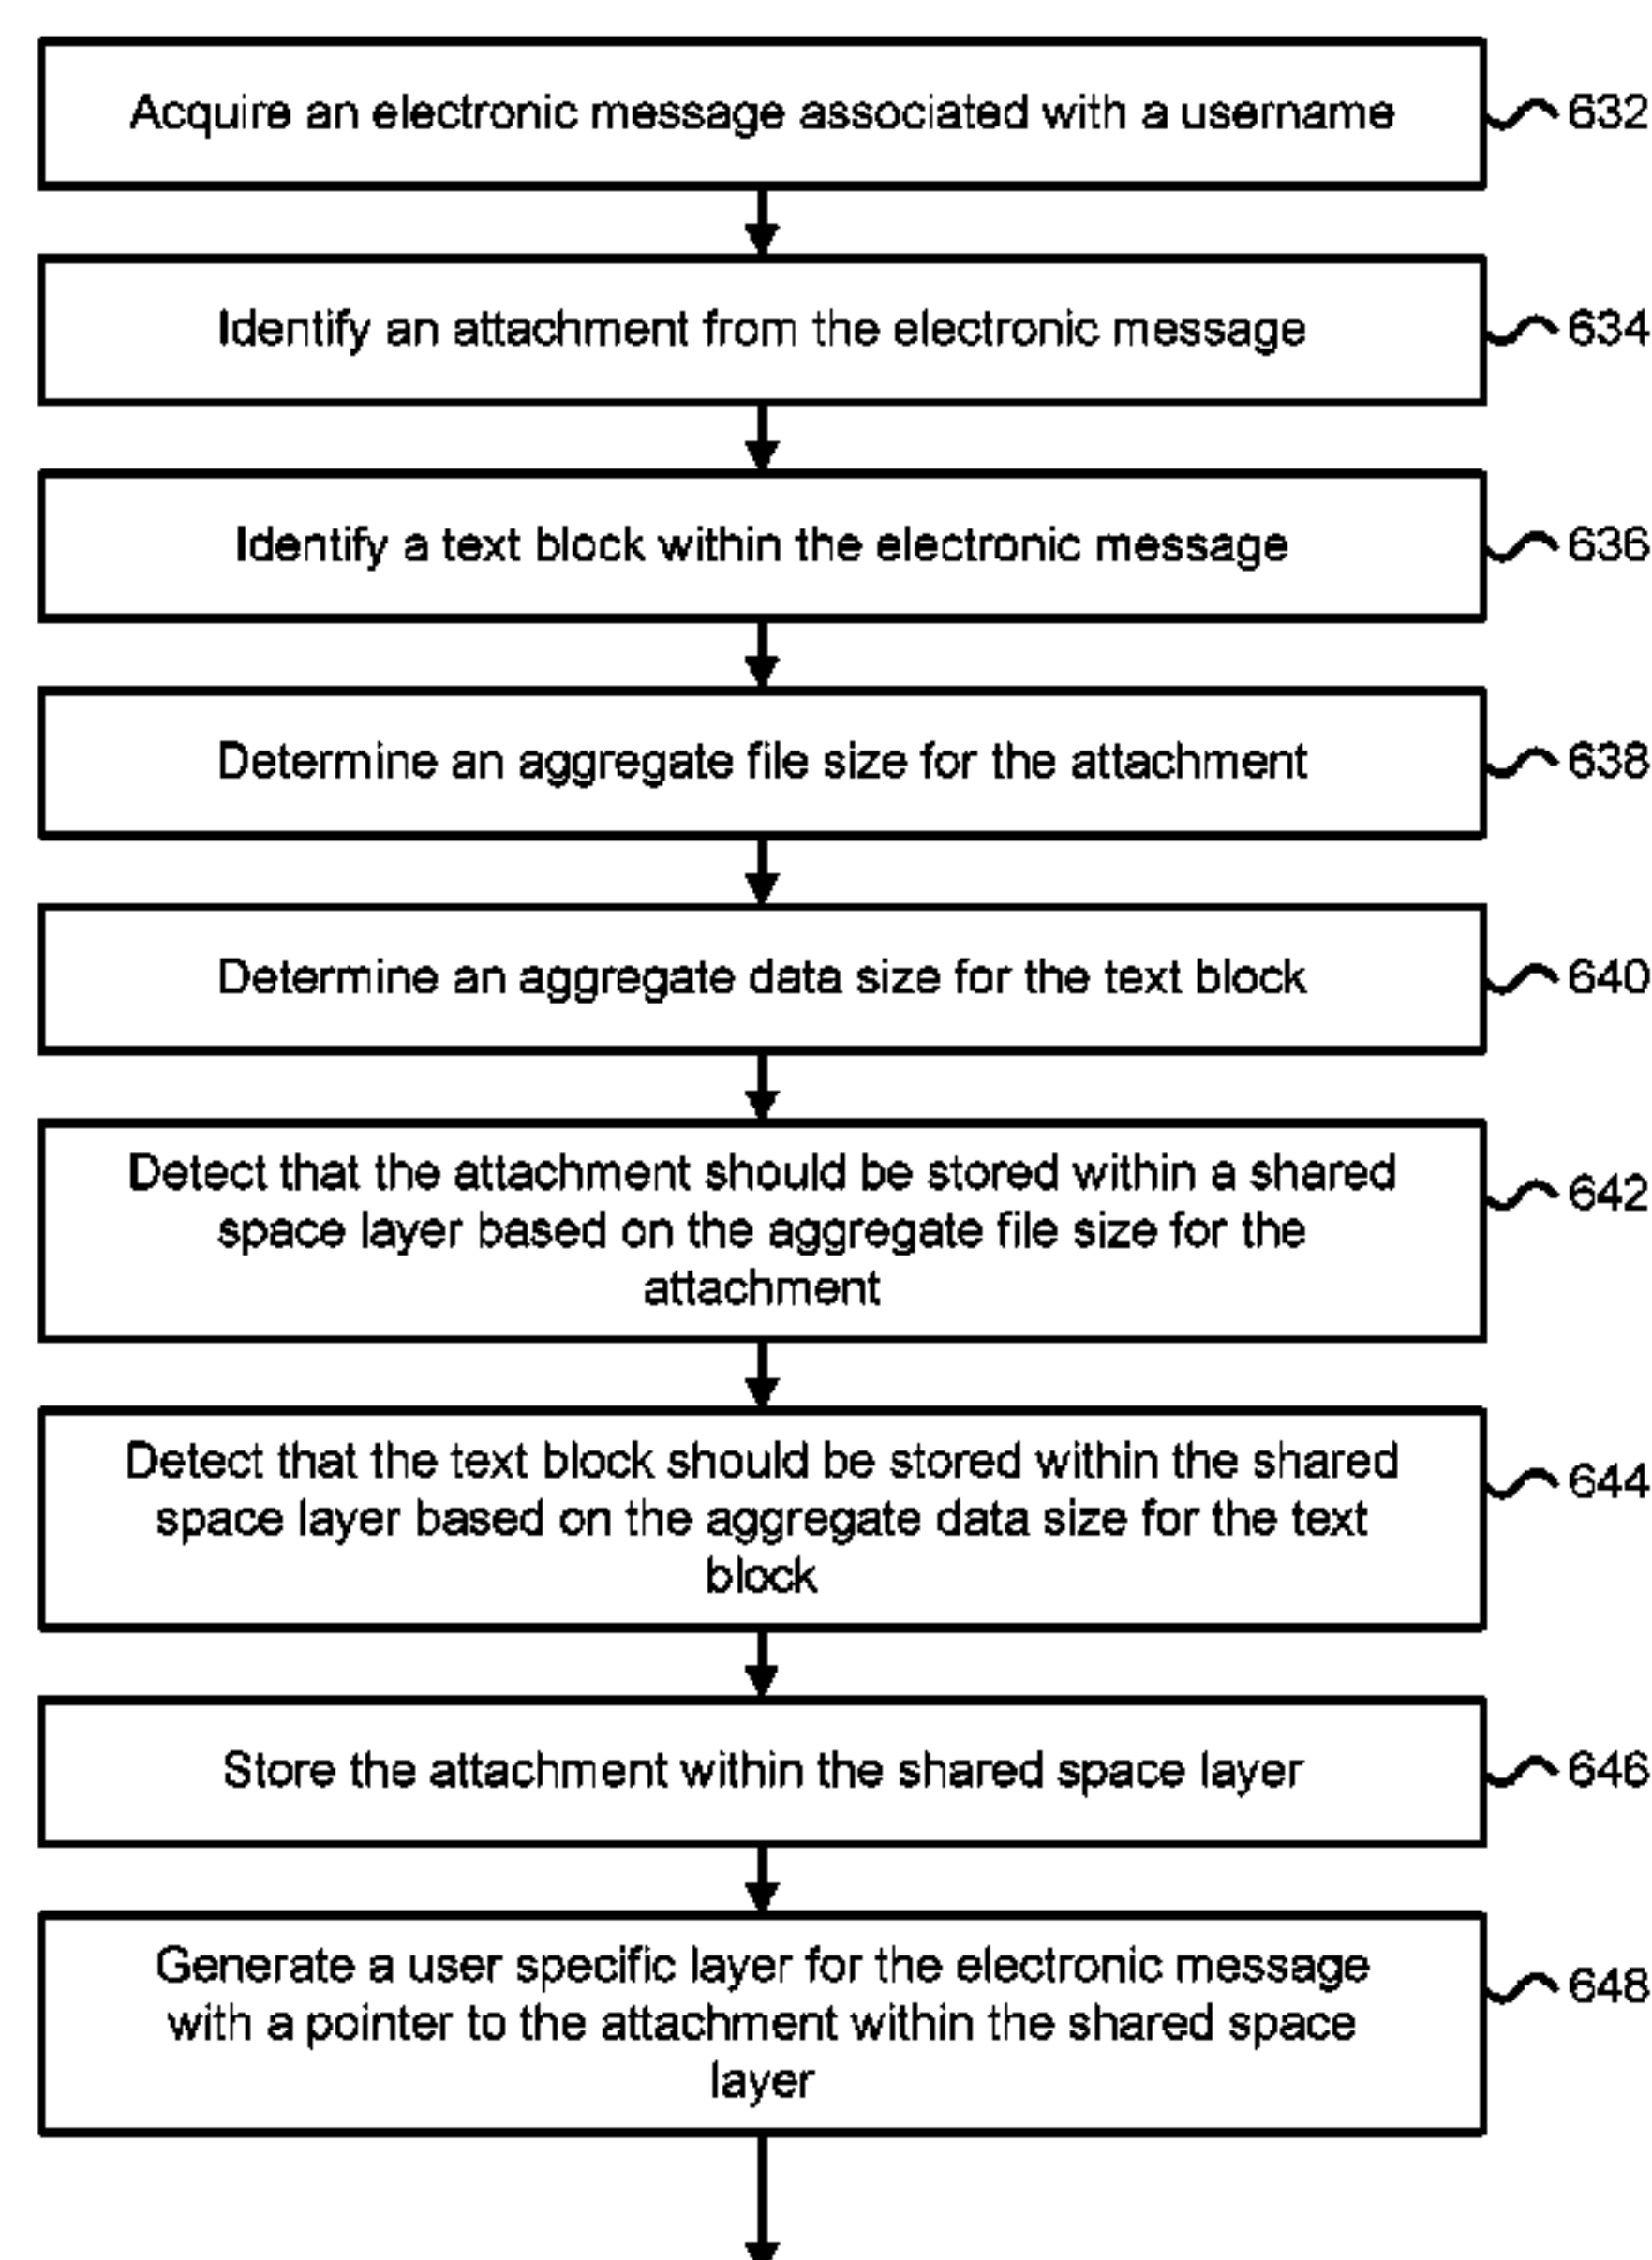 Acquire an electronic message associated with a username
632
Identify an attachment from the electronic message
634
Identify a text block within the electronic message
636
Determine an aggregate file size for the attachment
638
Determine an aggregate data size for the text block
640
Detect that the attachment should be stored within a shared
space layer based on the aggregate file size for the
attachment
642
Detect that the text block should be stored within the shared
space layer based on the aggregate data size for the text
block
644
Store the attachment within the shared space layer
646
Generate a user specific layer for the electronic message
with a pointer to the attachment within the shared space
layer
648